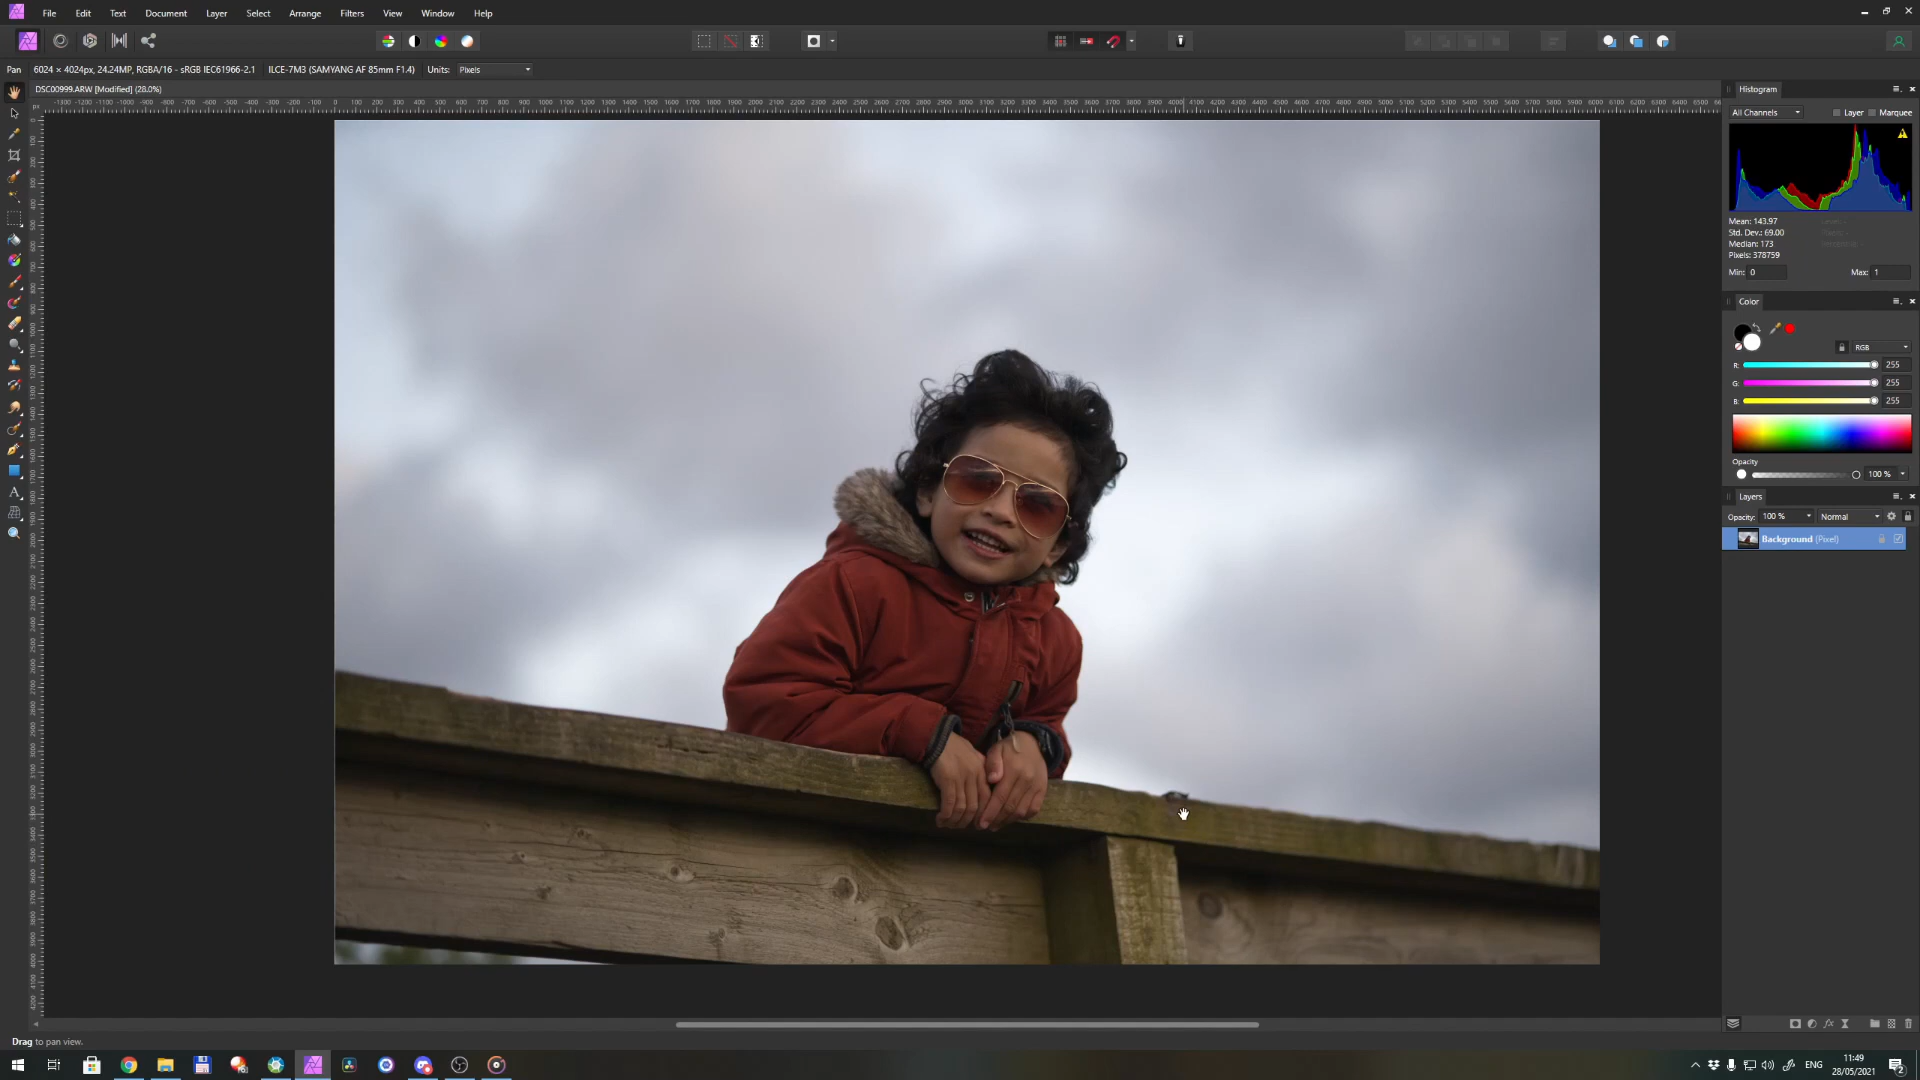 File Edit Text Document Layer Select Arrange Filters View Window Help
Pan 6024 × 4024px, 24.24MP, RGBA/16 - sRGB IEC61966-2.1 ILCE-7M3 (SAMYANG AF 85mm F1.4) Units: Pixels
DSC00999.ARW [Modified] (28.0%)
Histogram
All Channels Layer Marquee
Mean: 143.97
Std. Dev.: 69.00
Median: 173
Pixels: 378759
Min: 0 Max: 1
Color
RGB
R: 255
G: 255
B: 255
Opacity
100 %
Layers
Opacity: 100 % Normal
Background (Pixel)
Drag to pan view.
ENG
11:49
28/05/2021